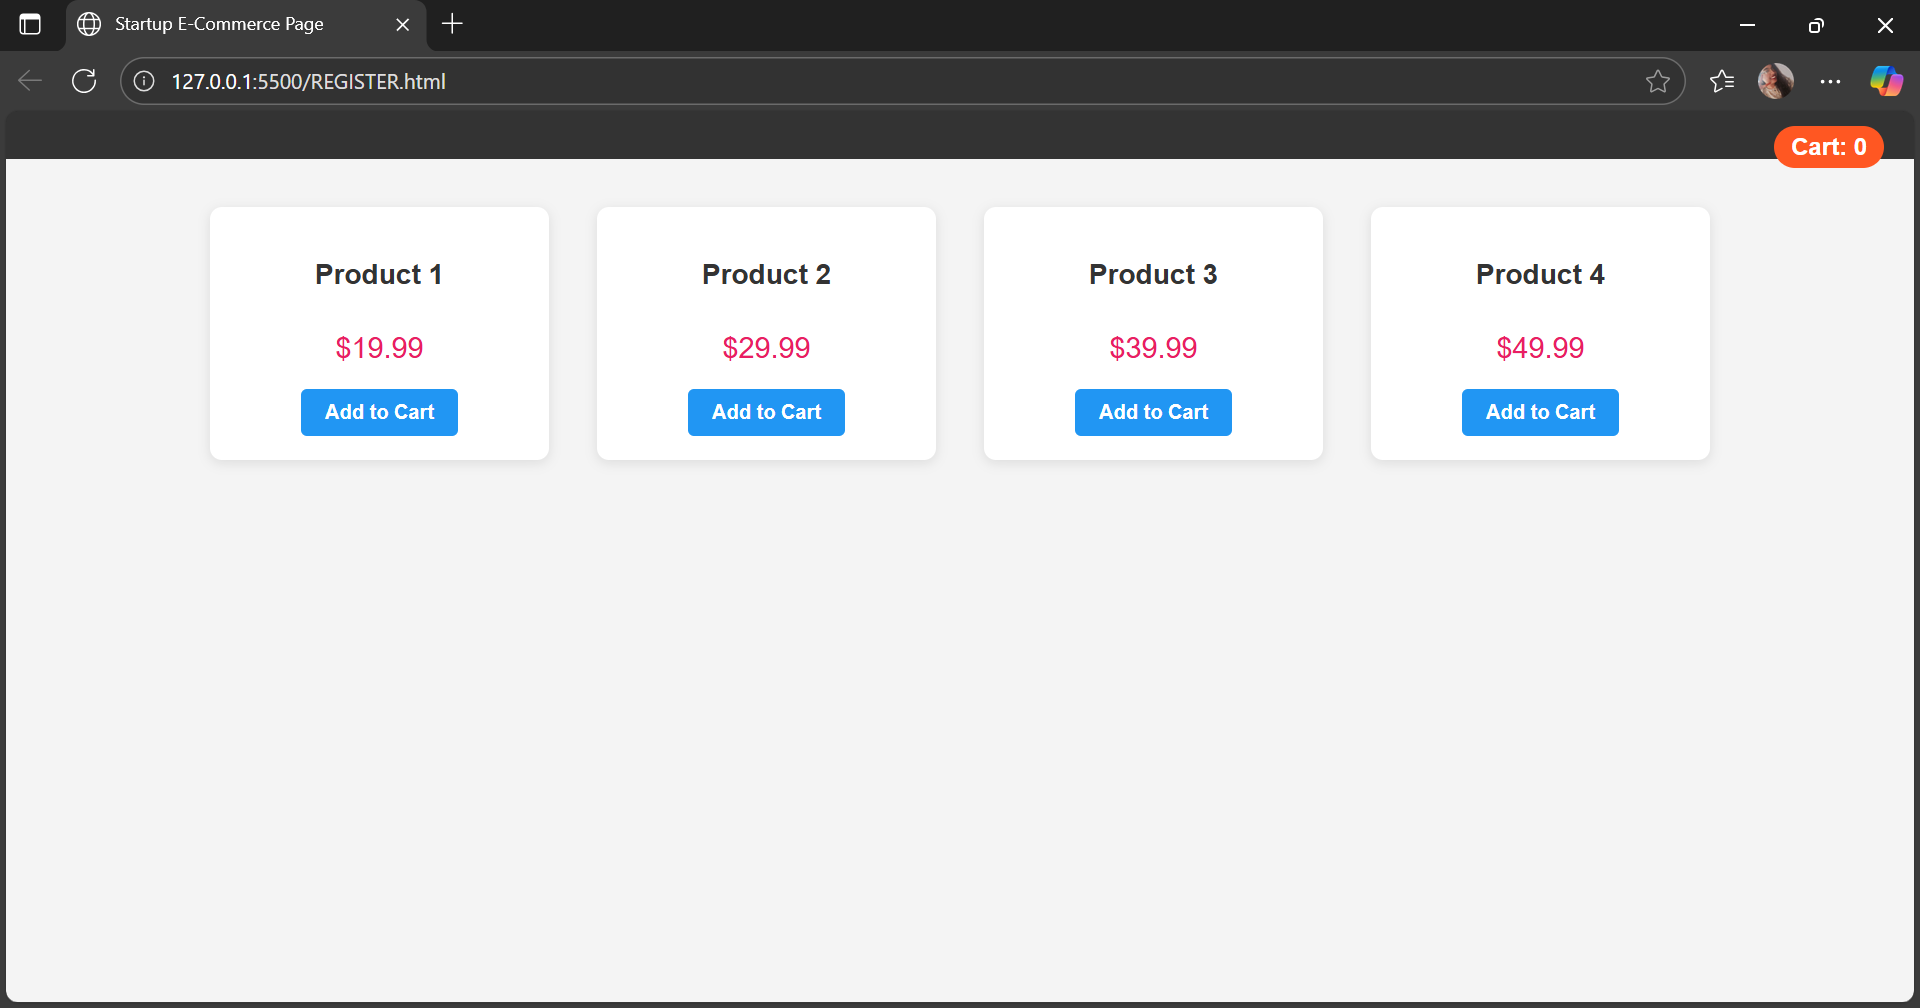 Startup E-Commerce Page
127.0.0.1:5500/REGISTER.html
Cart: 0
Product 1
$19.99
Add to Cart
Product 2
$29.99
Add to Cart
Product 3
$39.99
Add to Cart
Product 4
$49.99
Add to Cart